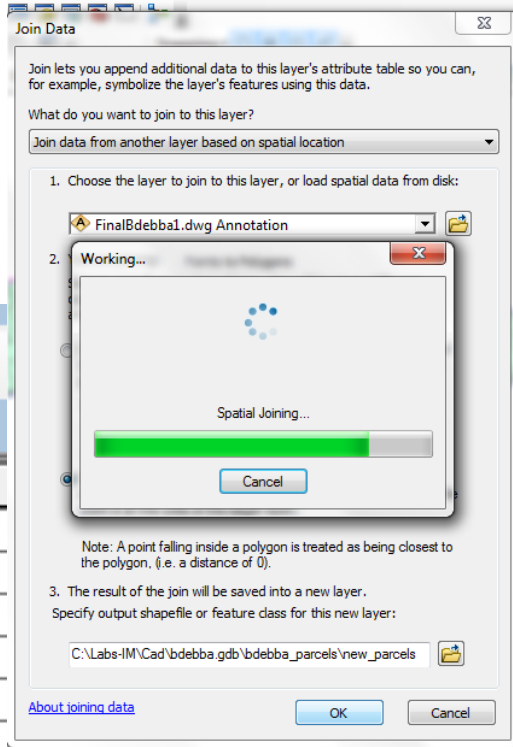 Join Data
Join lets you append additional data to this layer's attribute table so you can,
for example, symbolize the layer's features using this data.
What do you want to join to this layer?
Join data from another layer based on spatial location
1. Choose the layer to join to this layer, or load spatial data from disk:
FinalBdebba1.dwg Annotation
2.
Working...
Spatial Joining...
Cancel
Note: A point falling inside a polygon is treated as being closest to
the polygon, (i.e. a distance of 0).
3. The result of the join will be saved into a new layer.
Specify output shapefile or feature class for this new layer:
C:\Labs-IM\Cad\bdebba.gdb\bdebba_parcels\new_parcels
About joining data
OK
Cancel